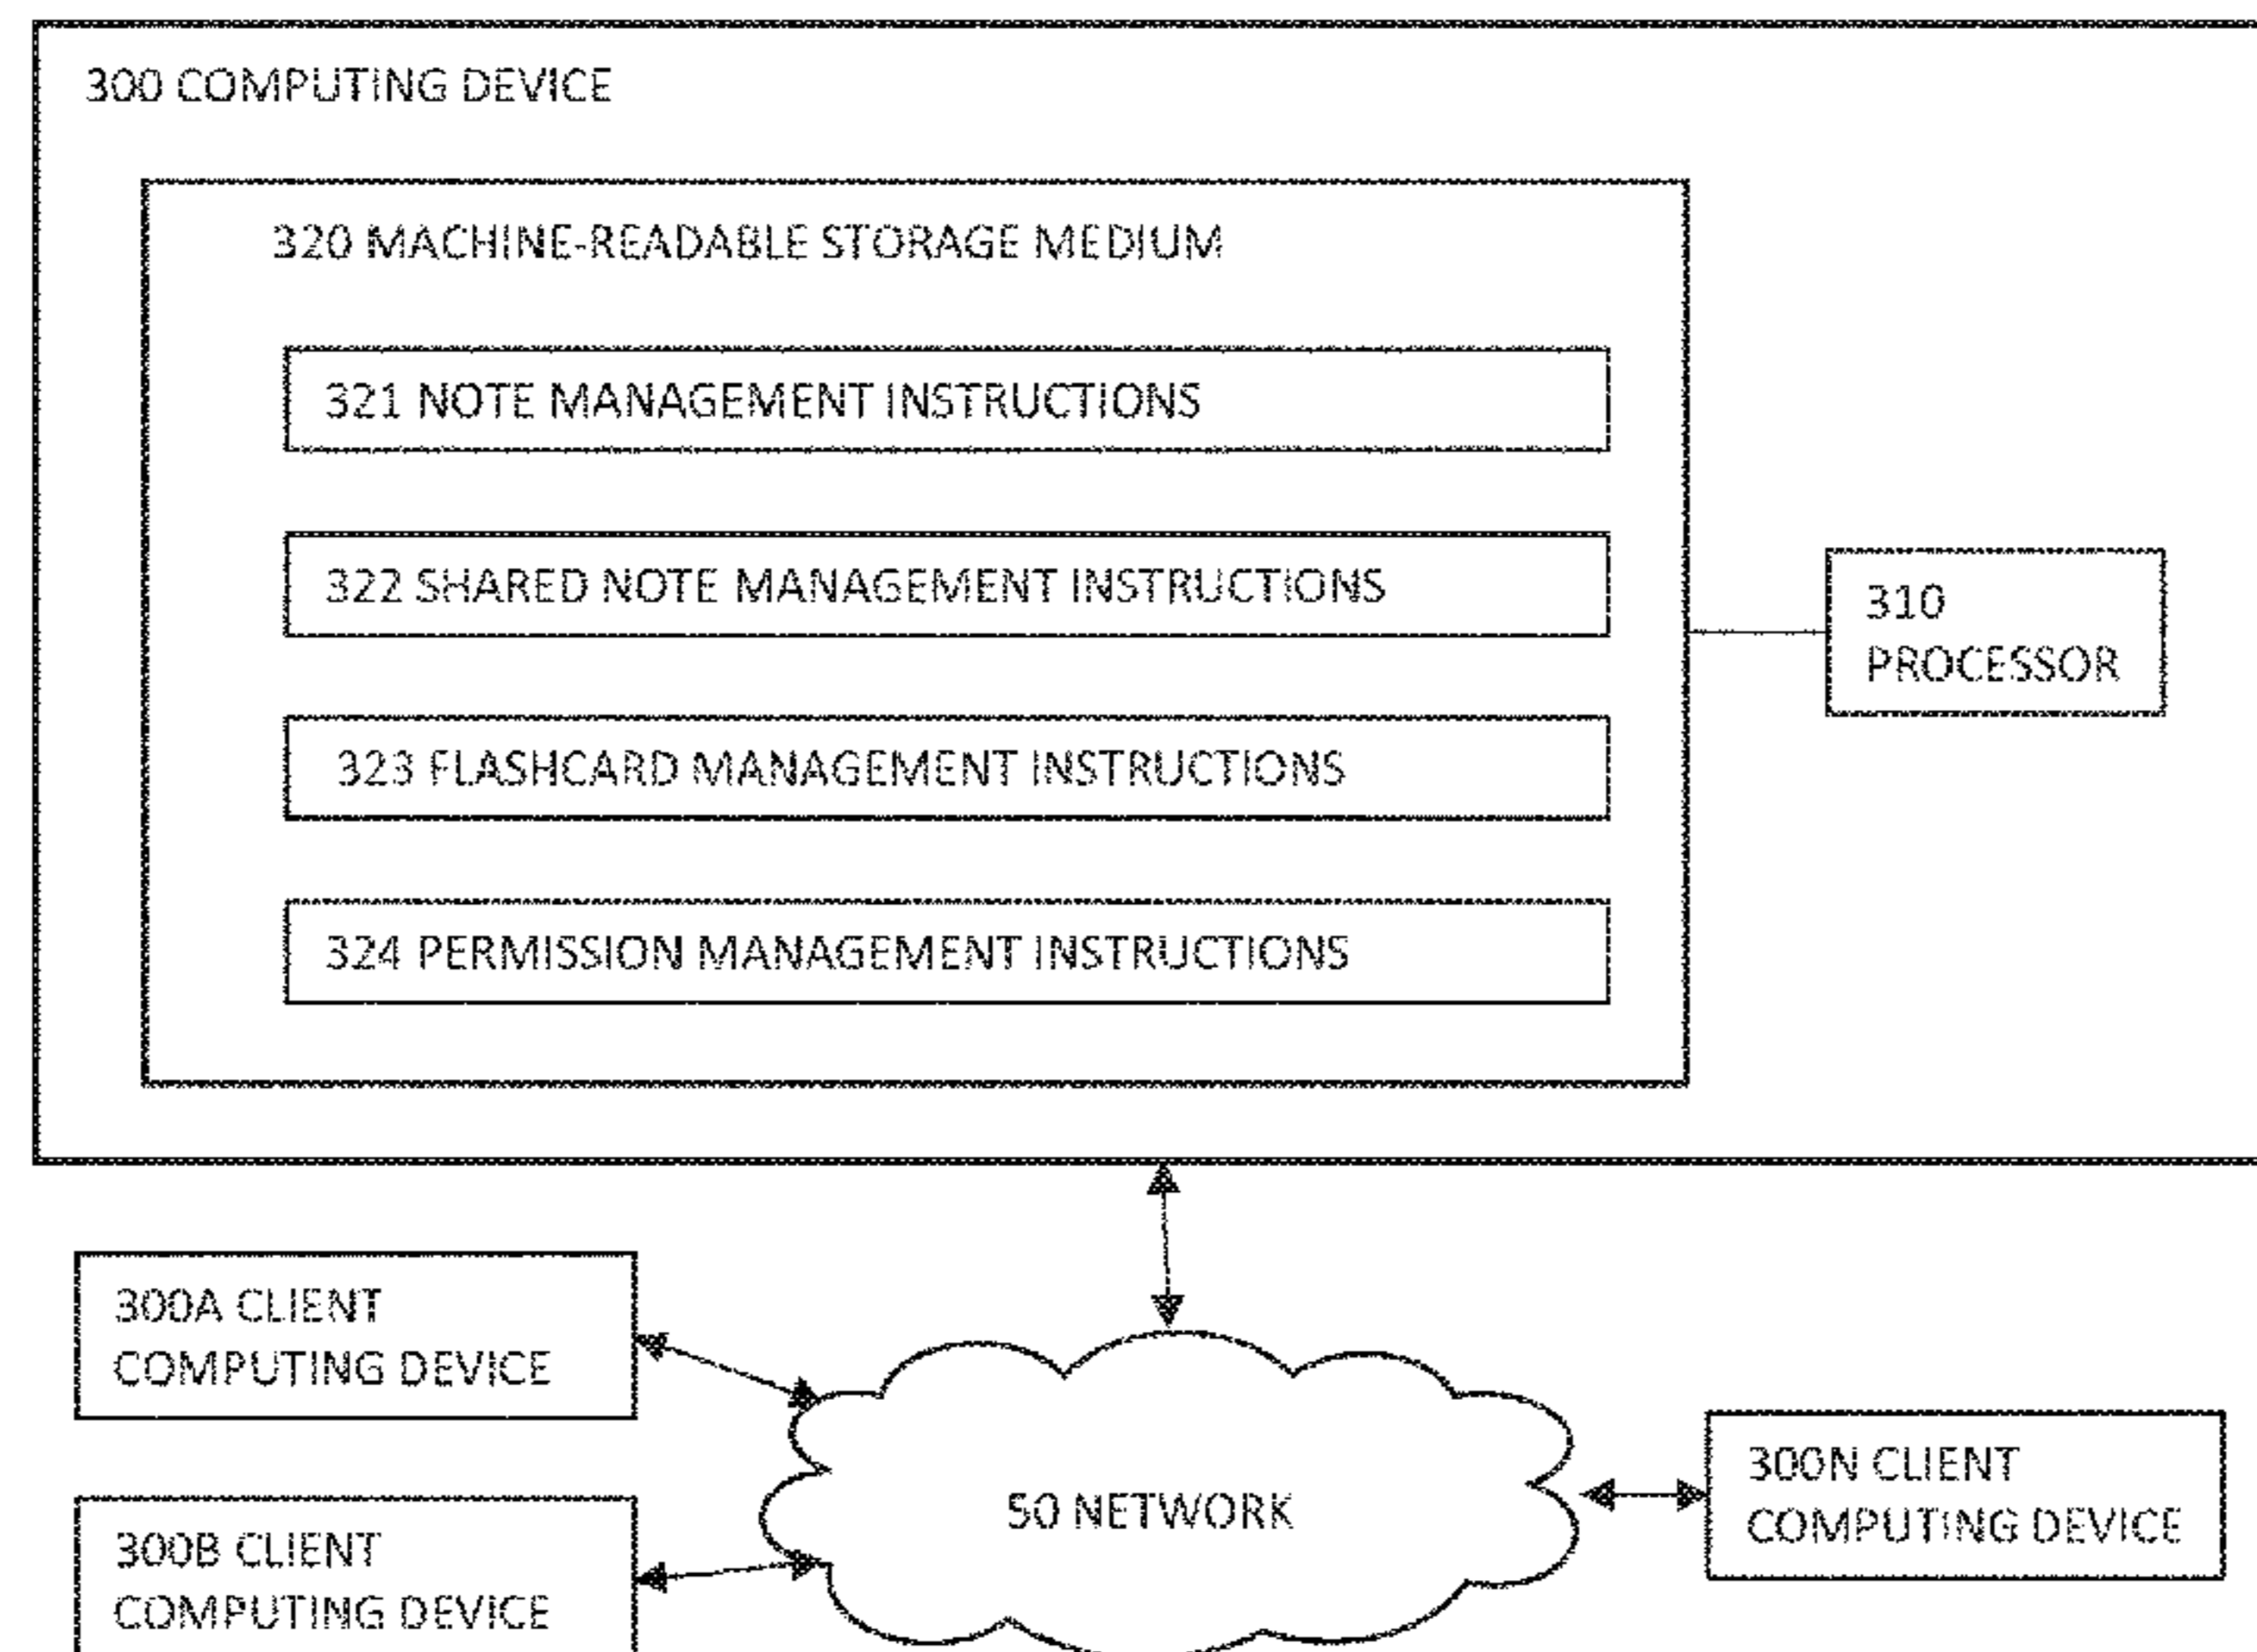 300 COMPUTING DEVICE
320 MACHINE-READABLE STORAGE MEDIUM
321 NOTE MANAGEMENT INSTRUCTIONS
322 SHARED NOTE MANAGEMENT INSTRUCTIONS
323 FLASHCARD MANAGEMENT INSTRUCTIONS
324 PERMISSION MANAGEMENT INSTRUCTIONS
310
PROCESSOR
300A CLIENT
COMPUTING DEVICE
300B CLIENT
COMPUTING DEVICE
50 NETWORK
300N CLIENT
COMPUTING DEVICE